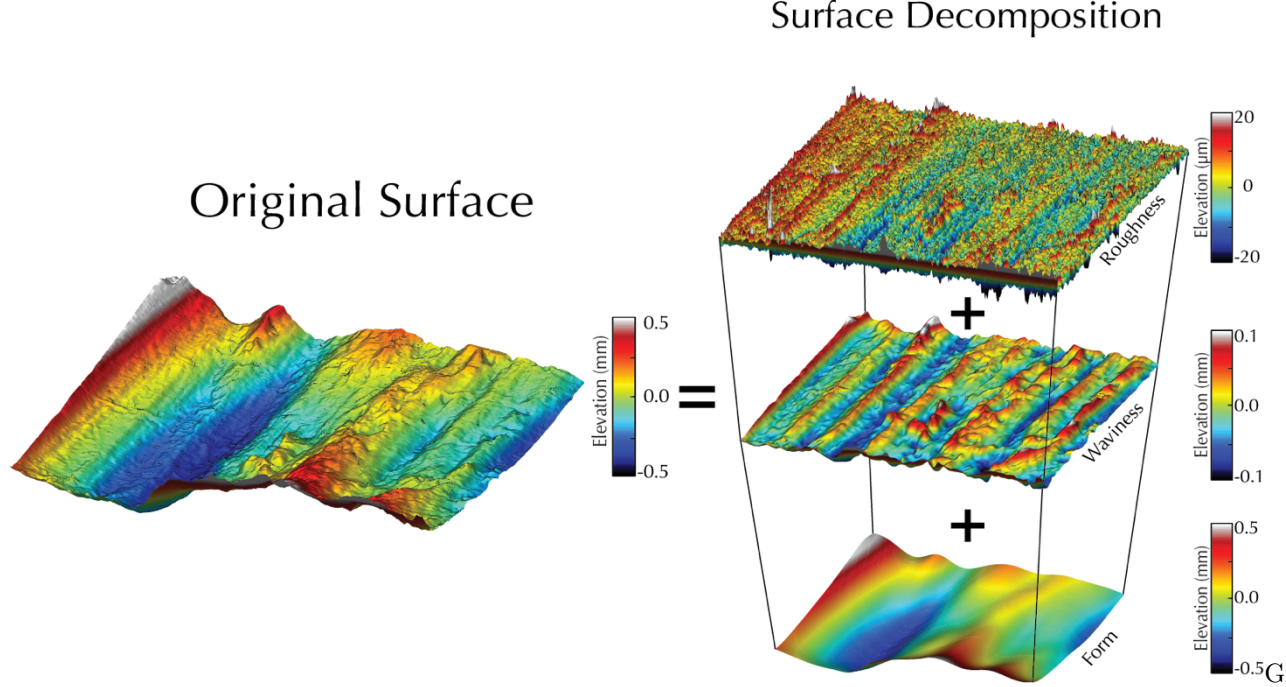 Surface Decomposition
Original Surface
Elevation (mm)
0.5
0.0
-0.5
=
Roughness
Elevation (µm)
20
0
-20
+
Waviness
Elevation (mm)
0.1
0.0
-0.1
+
Form
Elevation (mm)
0.5
0.0
-0.5
G